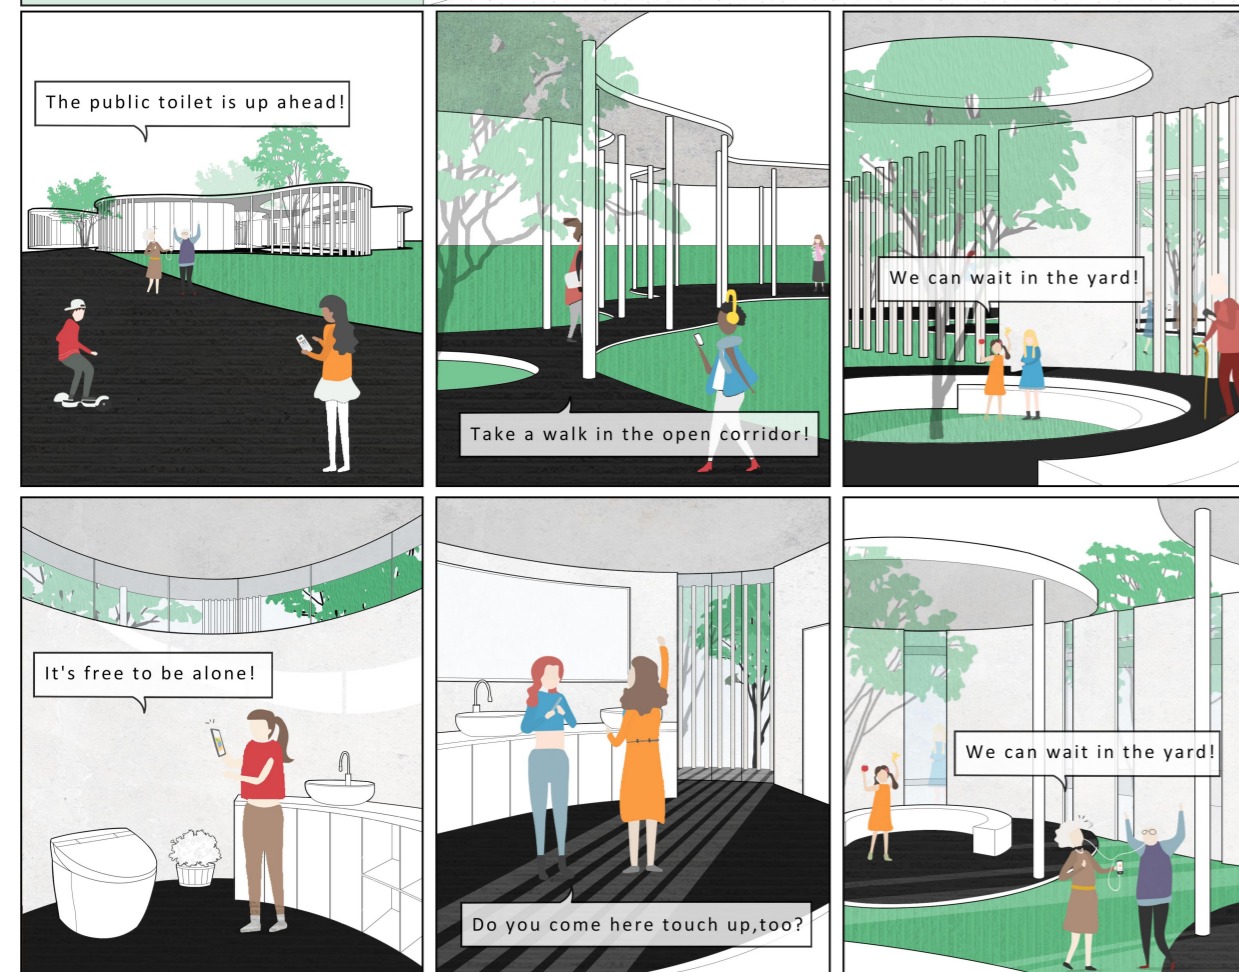 The public toilet is up ahead!
Take a walk in the open corridor!
We can wait in the yard!
It's free to be alone!
Do you come here touch up,too?
We can wait in the yard!